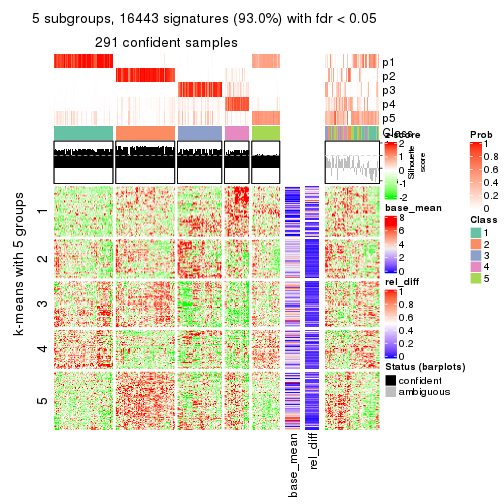 5 subgroups, 16443 signatures (93.0%) with fdr < 0.05
291 confident samples
p1
p2
p3
p4
p5
Class
k-means with 5 groups
1
2
3
4
5
base_mean
rel_diff
z-score
2
1
0
-1
-2
Silhouette
score
base_mean
8
6
4
2
0
rel_diff
1
0.8
0.6
0.4
0.2
0
Status (barplots)
confident
ambiguous
Prob
1
0.8
0.6
0.4
0.2
0
Class
1
2
3
4
5